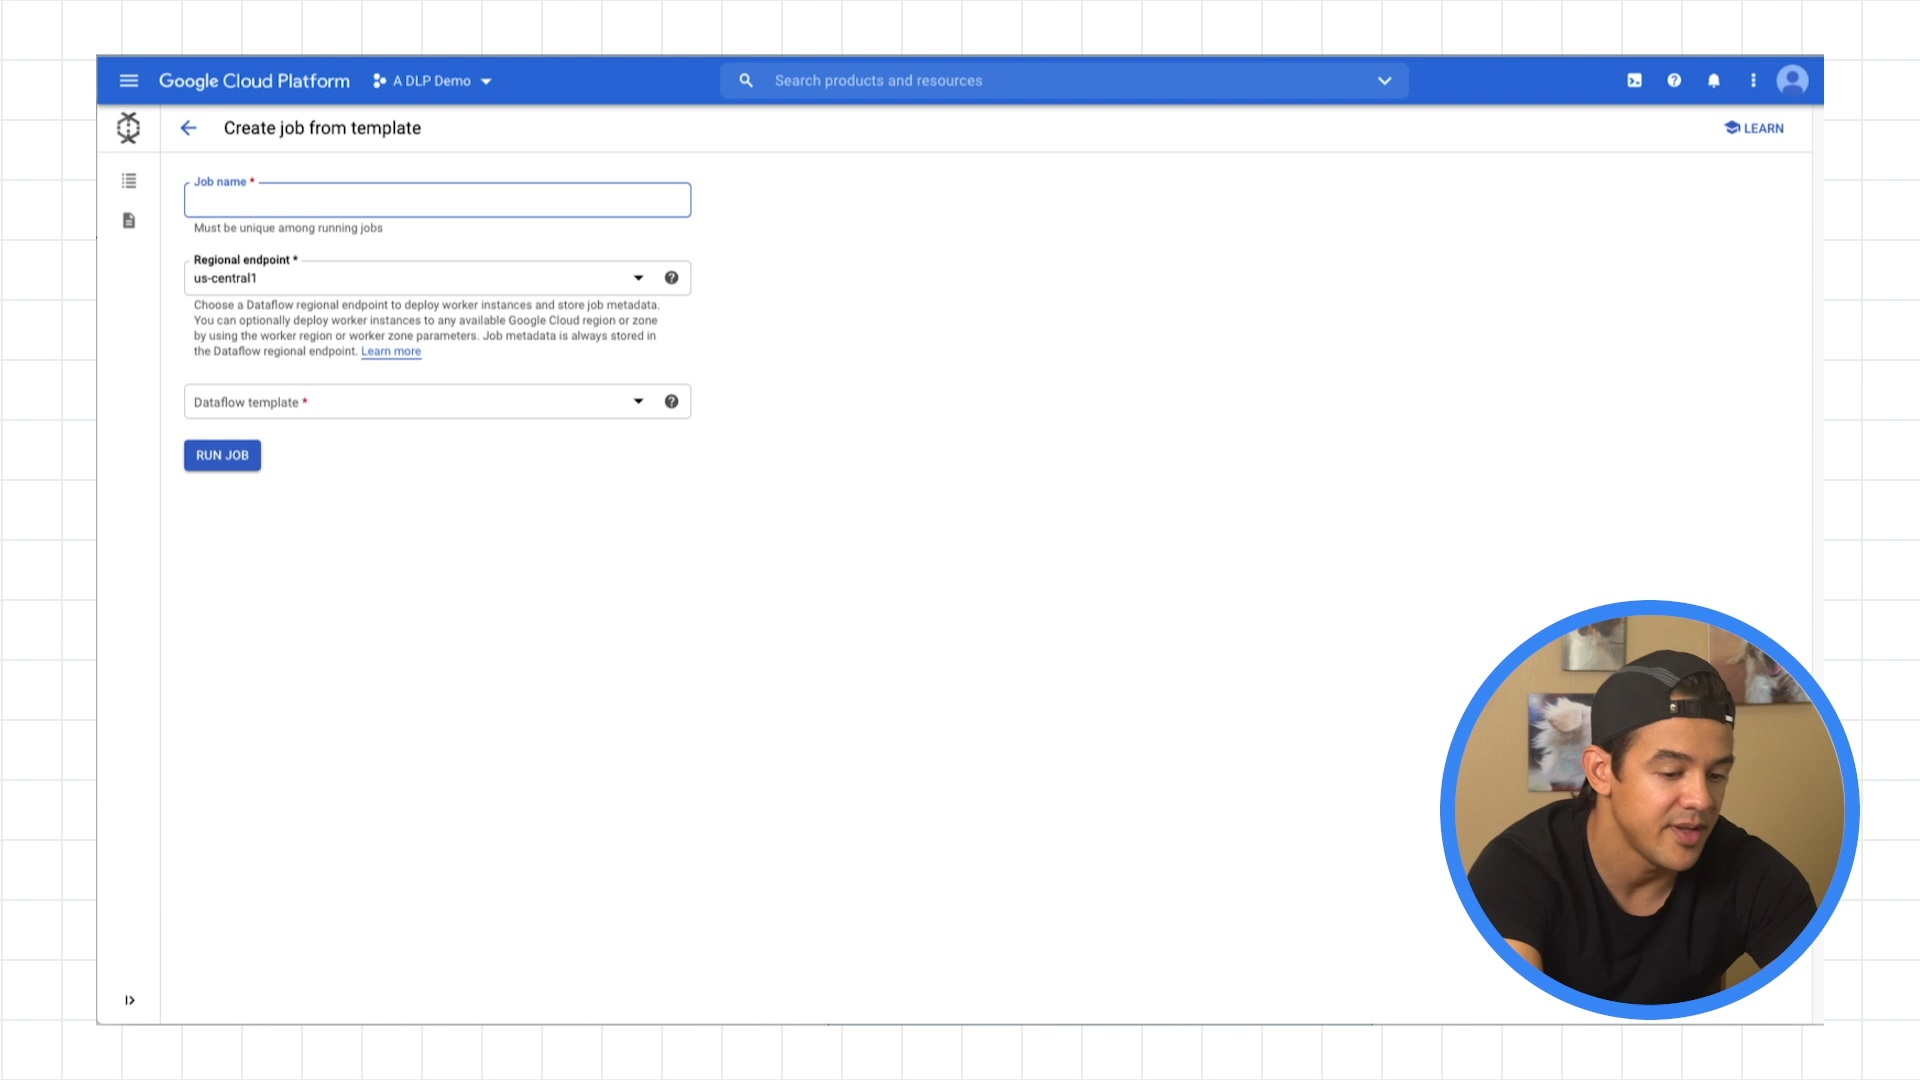 Google Cloud Platform
A DLP Demo
Search products and resources
Create job from template
LEARN
Job name *
Must be unique among running jobs
Regional endpoint *
us-central1
Choose a Dataflow regional endpoint to deploy worker instances and store job metadata.
You can optionally deploy worker instances to any available Google Cloud region or zone
by using the worker region or worker zone parameters. Job metadata is always stored in
the Dataflow regional endpoint. Learn more
Dataflow template *
RUN JOB